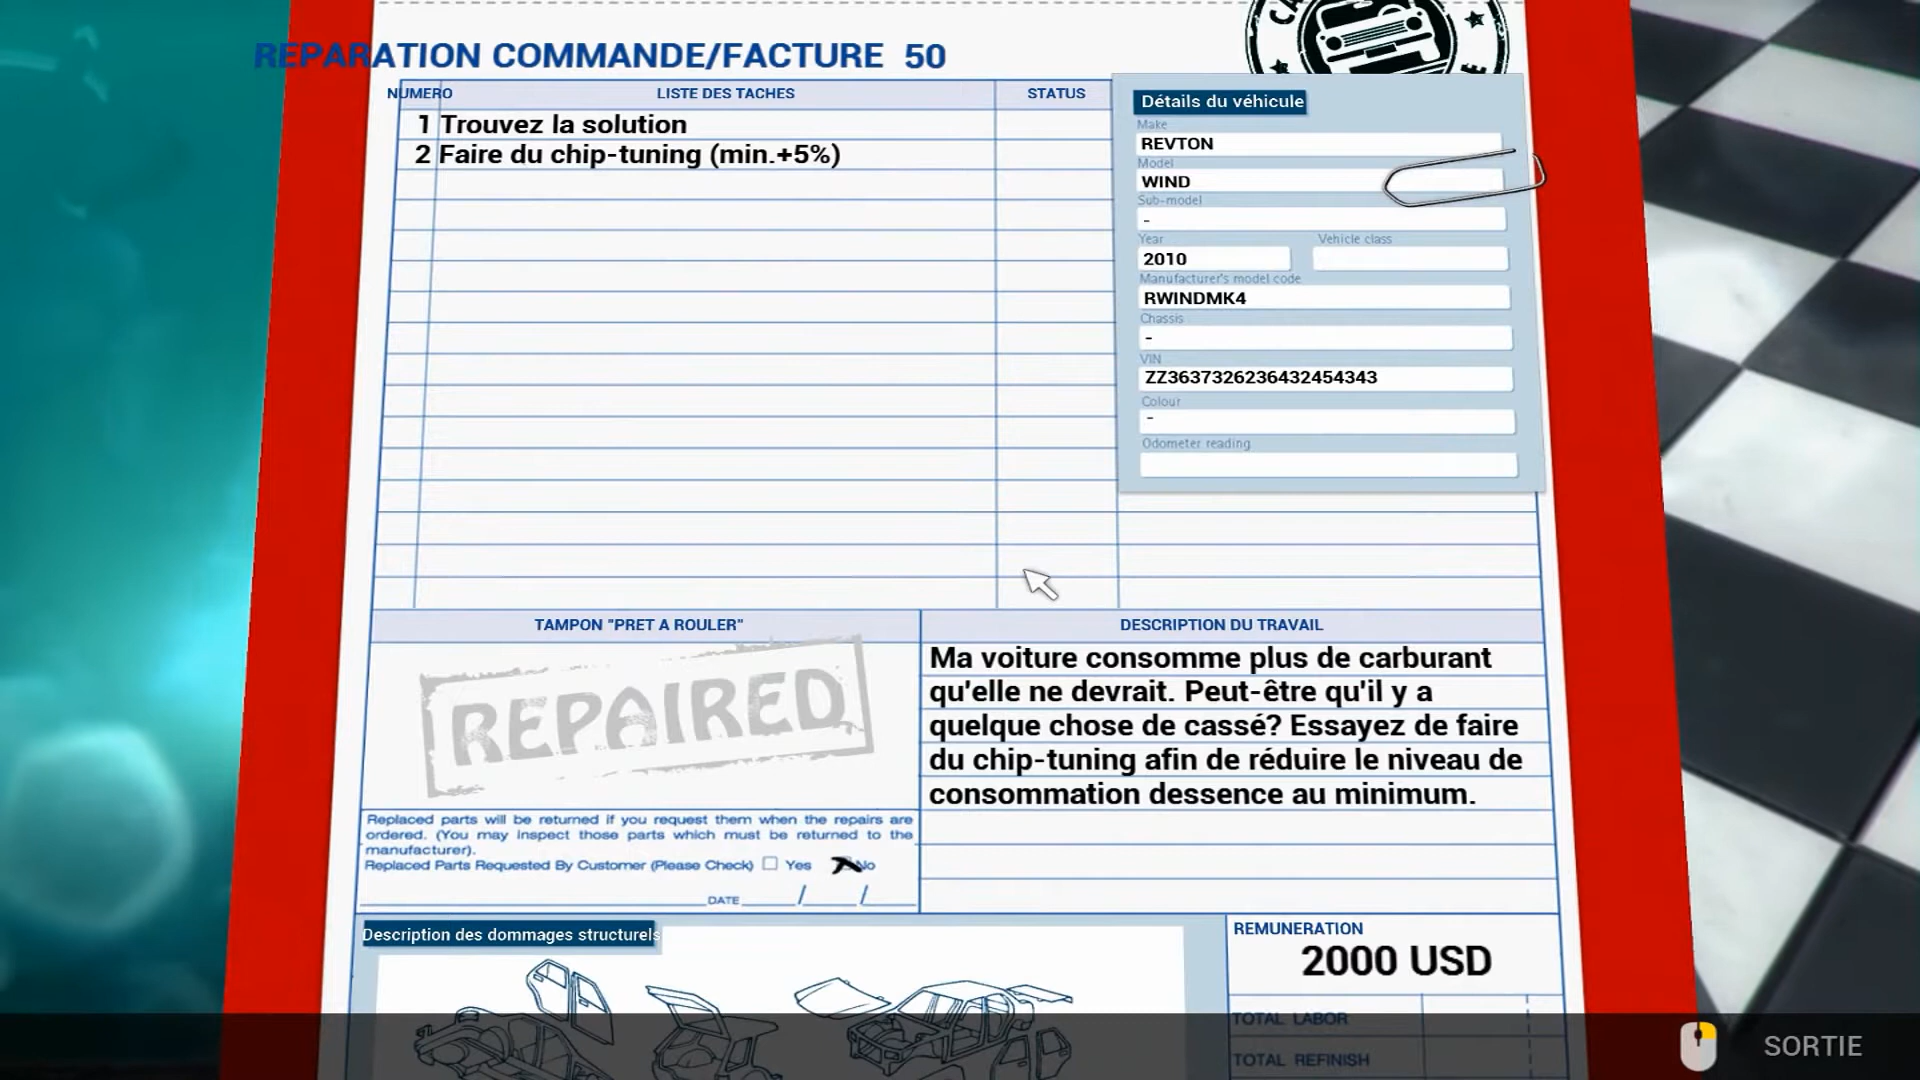 REPARATION COMMANDE/FACTURE 50
NUMERO LISTE DES TACHES STATUS
1 Trouvez la solution
2 Faire du chip-tuning (min.+5%)
Détails du véhicule
Make
REVTON
Model
WIND
Sub-model
-
Year Vehicle class
2010
Manufacturer's model code
RWINDMK4
Chassis
-
VIN
ZZ3637326236432454343
Colour
-
Odometer reading
TAMPON "PRET A ROULER"
REPAIRED
DESCRIPTION DU TRAVAIL
Ma voiture consomme plus de carburant
qu'elle ne devrait. Peut-être qu'il y a
quelque chose de cassé? Essayez de faire
du chip-tuning afin de réduire le niveau de
consommation dessence au minimum.
Replaced parts will be returned if you request them when the repairs are
ordered. (You may inspect those parts which must be returned to the
manufacturer).
Replaced Parts Requested By Customer (Please Check) Yes No
DATE / /
Description des dommages structurels
REMUNERATION
2000 USD
TOTAL LABOR
TOTAL REFINISH
SORTIE